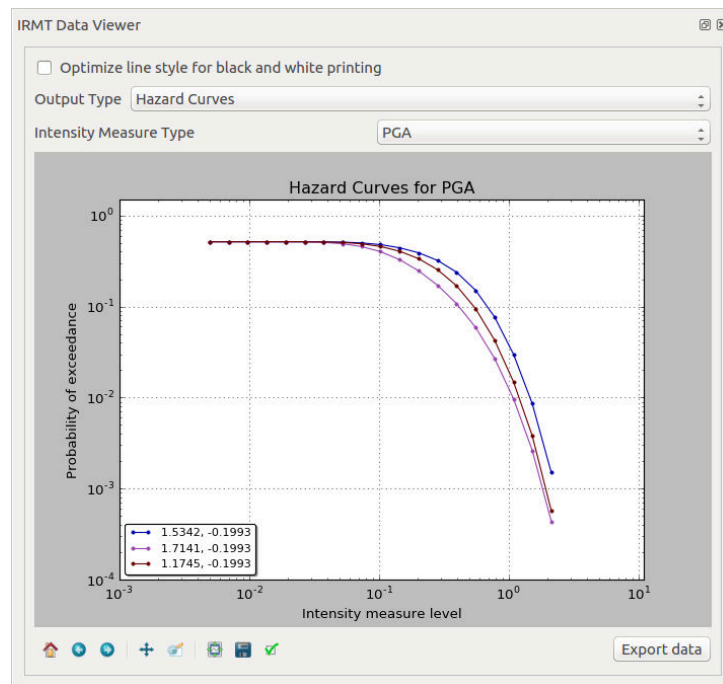 IRMT Data Viewer
Optimize line style for black and white printing
Output Type Hazard Curves
Intensity Measure Type PGA
Hazard Curves for PGA
Probability of exceedance
10^0
10^-1
10^-2
10^-3
10^-4
1.5342, -0.1993
1.7141, -0.1993
1.1745, -0.1993
10^-3 10^-2 10^-1 10^0 10^1
Intensity measure level
Export data